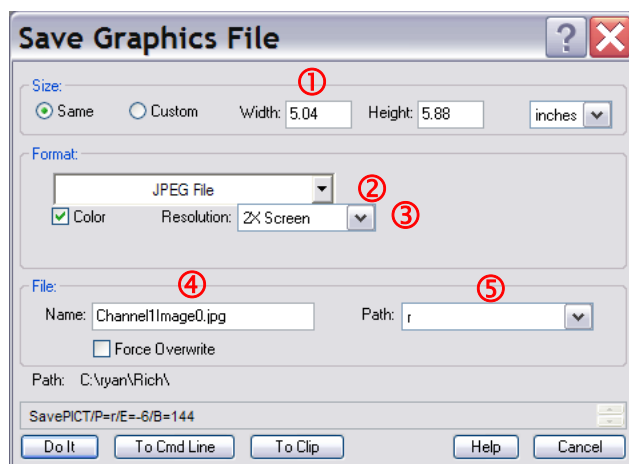 Save Graphics File ?
①
Size:
Same Custom Width: 5.04 Height: 5.88 inches
Format:
JPEG File ②
Color Resolution: 2X Screen ③
File: ④ ⑤
Name: Channel1Image0.jpg Path: r
Force Overwrite
Path: C:\ryan\Rich\
SavePICT/P=r/E=-6/B=144
Do It To Cmd Line To Clip Help Cancel